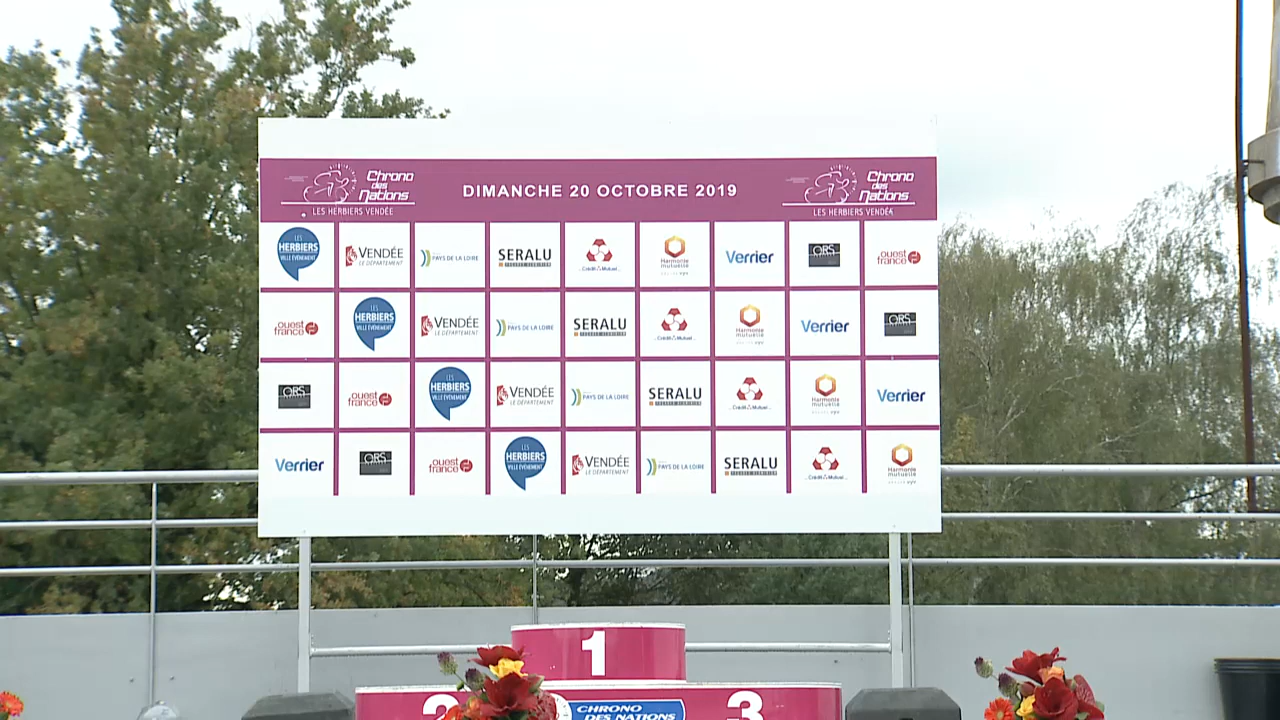 Chrono des Nations
LES HERBIERS VENDÉE
DIMANCHE 20 OCTOBRE 2019
Chrono des Nations
LES HERBIERS VENDÉE
LES HERBIERS VILLE ÉVÉNEMENT
VENDÉE LE DÉPARTEMENT
PAYS DE LA LOIRE
SERALU
Crédit Mutuel
Harmonie mutuelle
Verrier
QRS
ouest france
ouest france
LES HERBIERS VILLE ÉVÉNEMENT
VENDÉE LE DÉPARTEMENT
PAYS DE LA LOIRE
SERALU
Crédit Mutuel
Harmonie mutuelle
Verrier
QRS
QRS
ouest france
LES HERBIERS VILLE ÉVÉNEMENT
VENDÉE LE DÉPARTEMENT
PAYS DE LA LOIRE
SERALU
Crédit Mutuel
Harmonie mutuelle
Verrier
Verrier
QRS
ouest france
LES HERBIERS VILLE ÉVÉNEMENT
VENDÉE LE DÉPARTEMENT
PAYS DE LA LOIRE
SERALU
Crédit Mutuel
Harmonie mutuelle
1
2
CHRONO
DES NATIONS
3